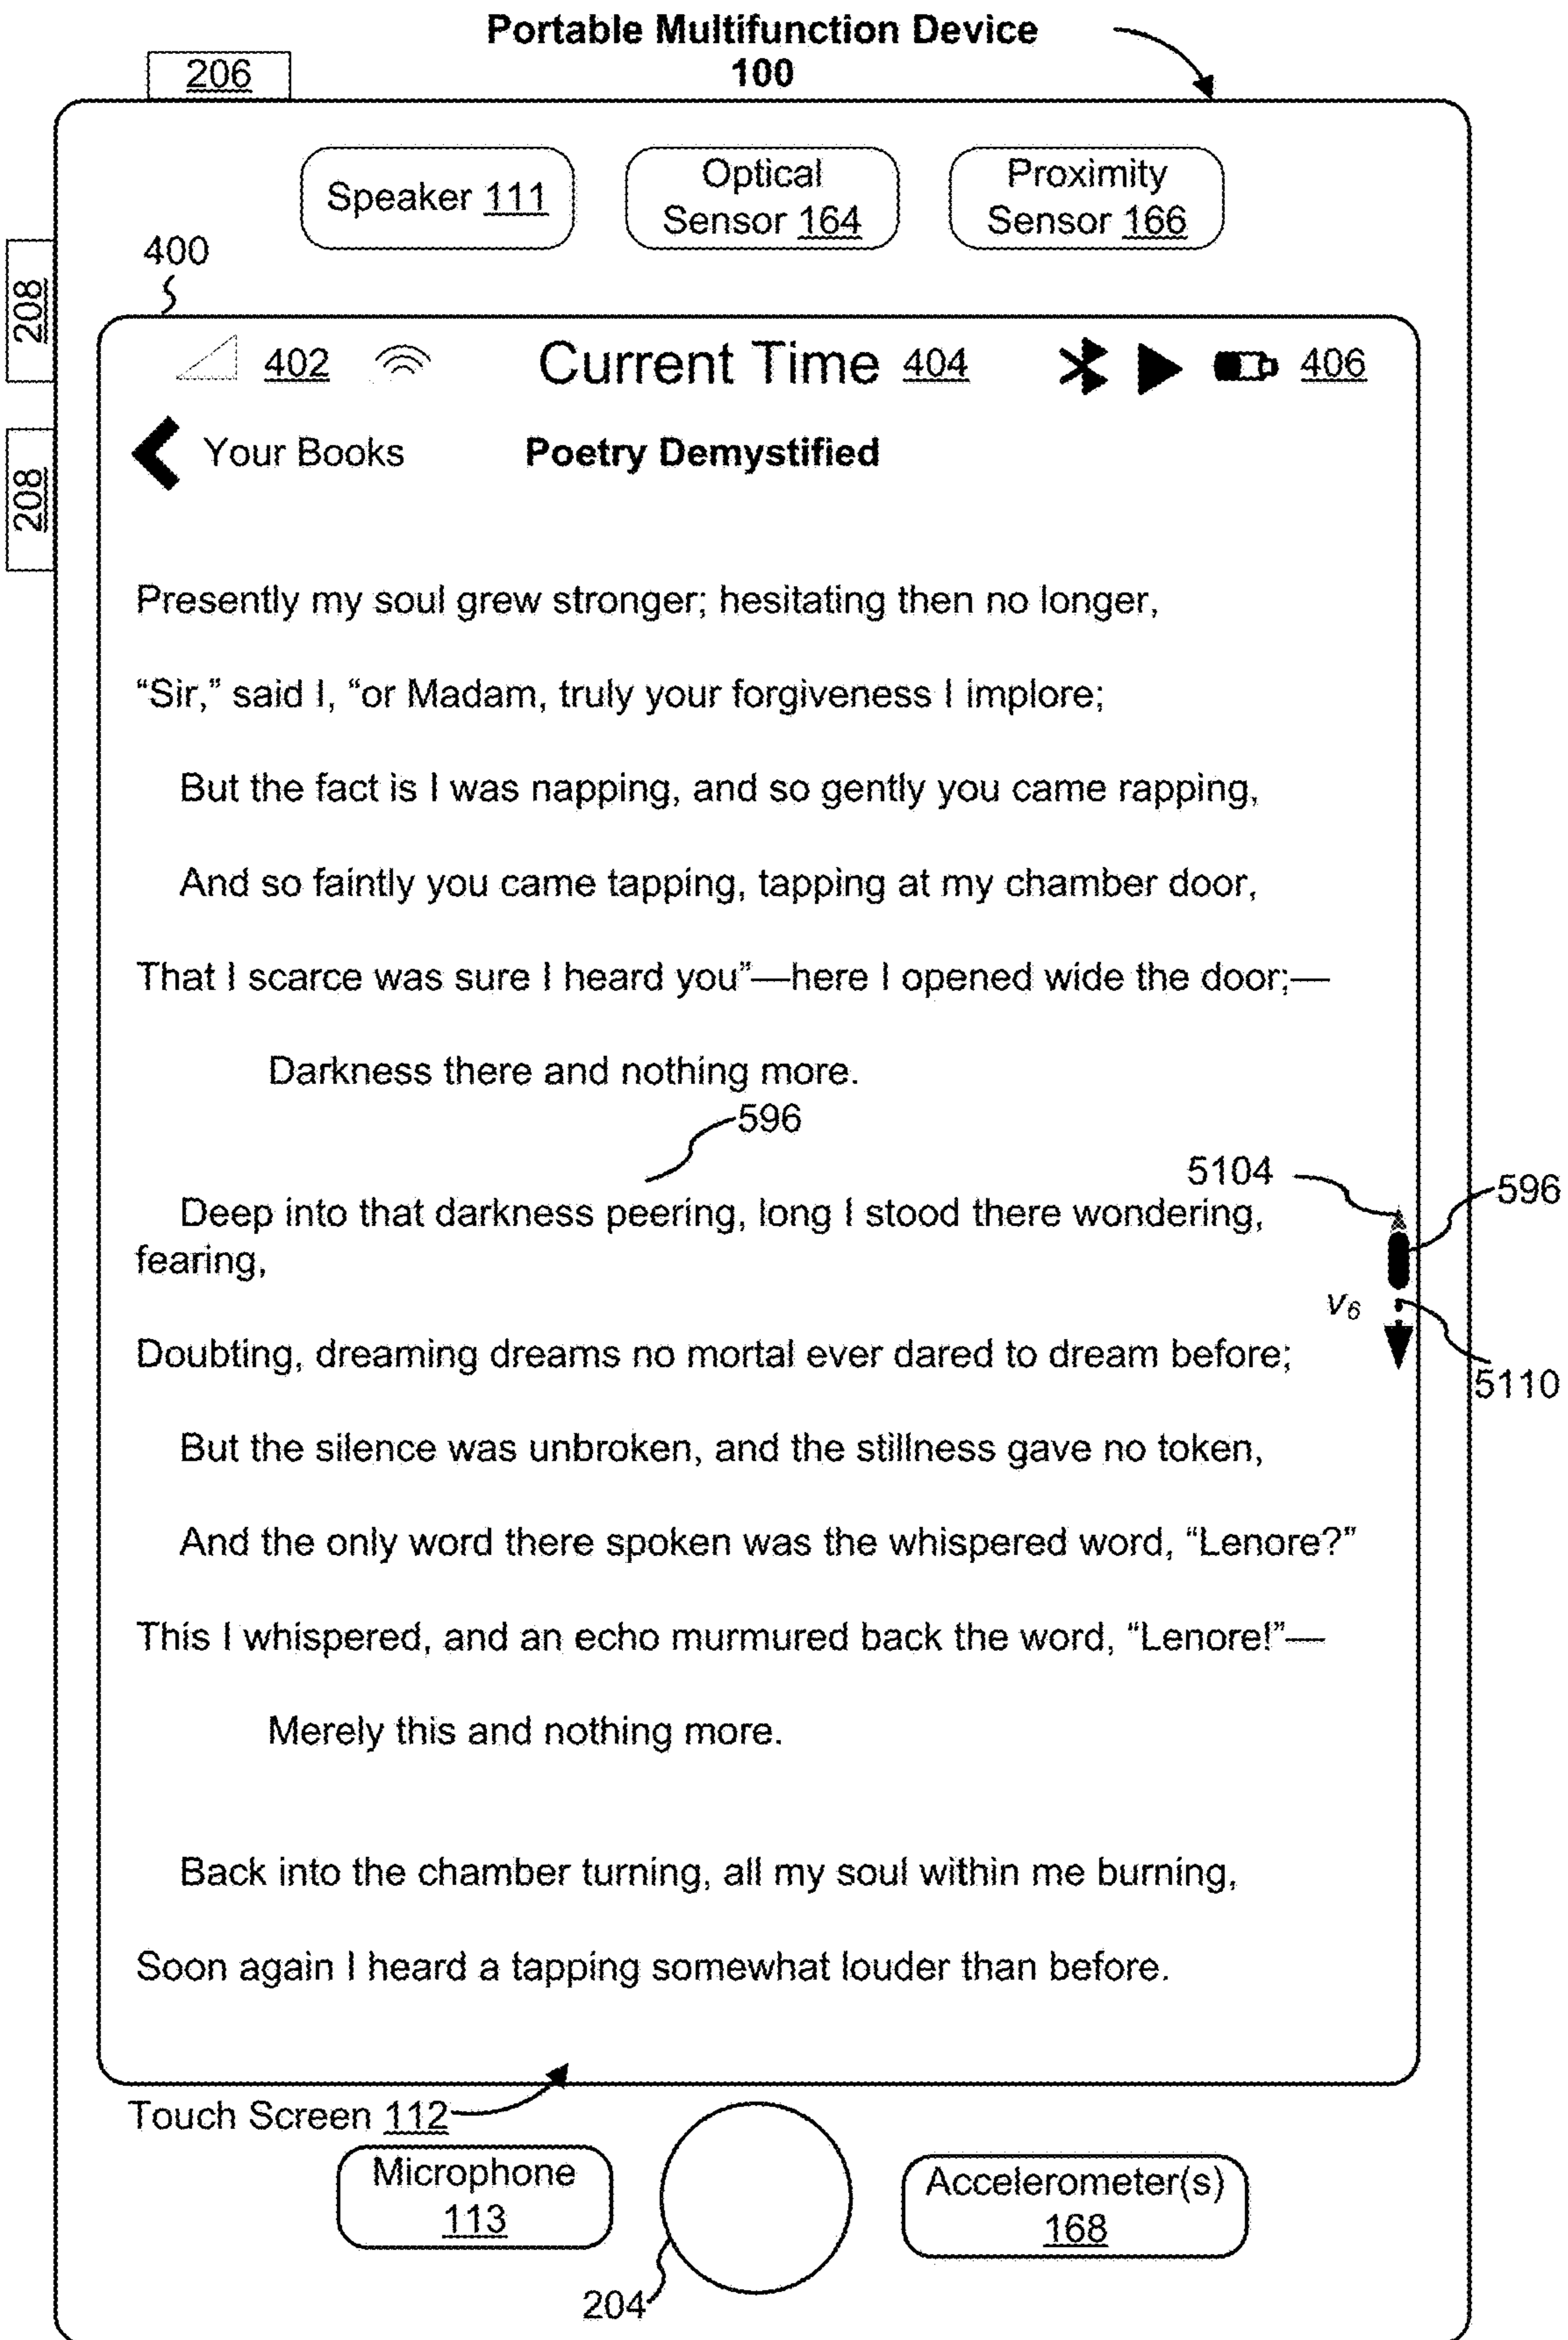 Portable Multifunction Device
100
206
Speaker 111
Optical
Sensor 164
Proximity
Sensor 166
400
208
208
402
Current Time 404
406
Your Books
Poetry Demystified
Presently my soul grew stronger; hesitating then no longer,
“Sir,” said I, “or Madam, truly your forgiveness I implore;
But the fact is I was napping, and so gently you came rapping,
And so faintly you came tapping, tapping at my chamber door,
That I scarce was sure I heard you”—here I opened wide the door;—
Darkness there and nothing more.
596
5104
596
Deep into that darkness peering, long I stood there wondering,
fearing,
v6
Doubting, dreaming dreams no mortal ever dared to dream before;
5110
But the silence was unbroken, and the stillness gave no token,
And the only word there spoken was the whispered word, “Lenore?”
This I whispered, and an echo murmured back the word, “Lenore!”—
Merely this and nothing more.
Back into the chamber turning, all my soul within me burning,
Soon again I heard a tapping somewhat louder than before.
Touch Screen 112
Microphone
113
Accelerometer(s)
168
204